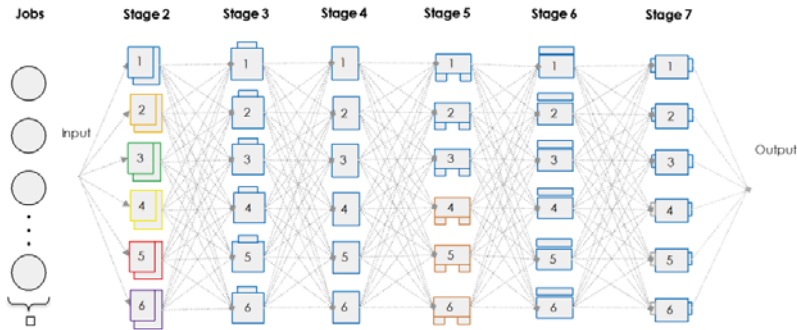 Jobs Stage 2 Stage 3 Stage 4 Stage 5 Stage 6 Stage 7
1 1 1 1 1 1
2 2 2 2 2 2
Input
3 3 3 3 3 3
Output
4 4 4 4 4 4
5 5 5 5 5 5
6 6 6 6 6 6